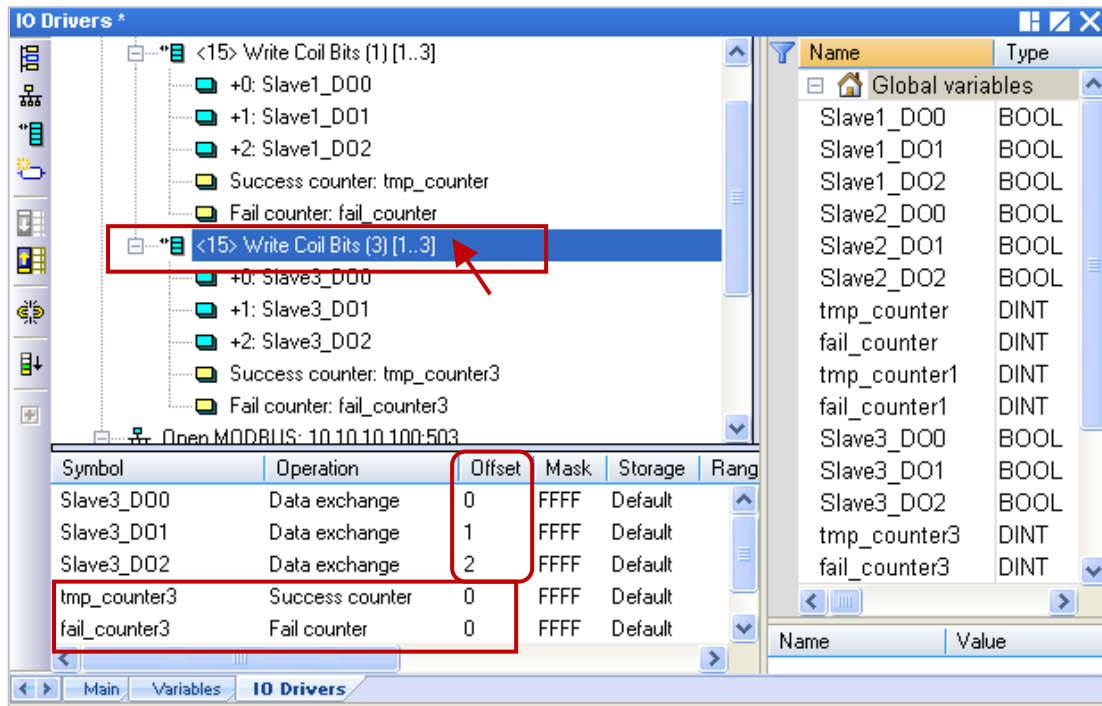 IO Drivers *
<15> Write Coil Bits (1) [1..3]
+0: Slave1_DO0
+1: Slave1_DO1
+2: Slave1_DO2
Success counter: tmp_counter
Fail counter: fail_counter
<15> Write Coil Bits (3) [1..3]
+0: Slave3_DO0
+1: Slave3_DO1
+2: Slave3_DO2
Success counter: tmp_counter3
Fail counter: fail_counter3
Open MODBUS: 10.10.10.100:503
Symbol Operation Offset Mask Storage Rang
Slave3_DO0 Data exchange 0 FFFF Default
Slave3_DO1 Data exchange 1 FFFF Default
Slave3_DO2 Data exchange 2 FFFF Default
tmp_counter3 Success counter 0 FFFF Default
fail_counter3 Fail counter 0 FFFF Default
Name Type
Global variables
Slave1_DO0 BOOL
Slave1_DO1 BOOL
Slave1_DO2 BOOL
Slave2_DO0 BOOL
Slave2_DO1 BOOL
Slave2_DO2 BOOL
tmp_counter DINT
fail_counter DINT
tmp_counter1 DINT
fail_counter1 DINT
Slave3_DO0 BOOL
Slave3_DO1 BOOL
Slave3_DO2 BOOL
tmp_counter3 DINT
fail_counter3 DINT
Name Value
Main Variables IO Drivers